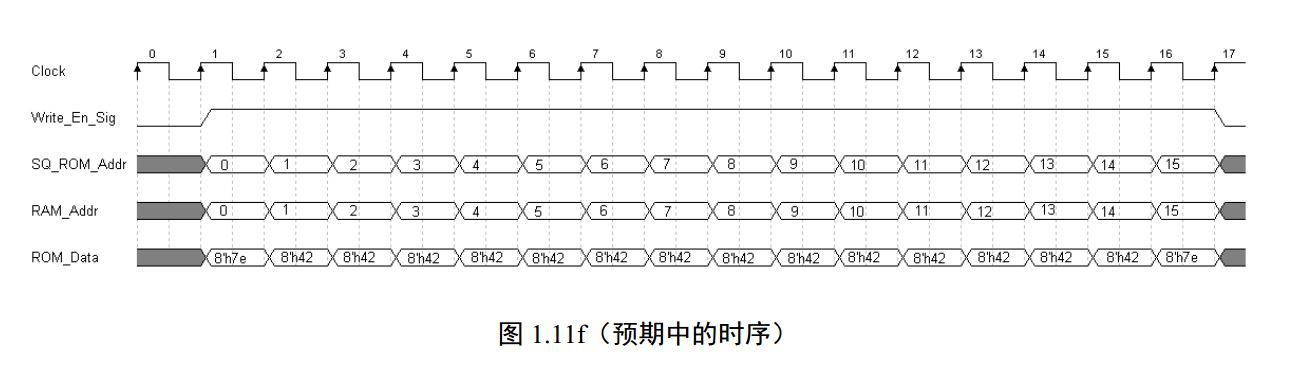 0 1 2 3 4 5 6 7 8 9 10 11 12 13 14 15 16 17
Clock
Write_En_Sig
SQ_ROM_Addr 0 1 2 3 4 5 6 7 8 9 10 11 12 13 14 15
RAM_Addr 0 1 2 3 4 5 6 7 8 9 10 11 12 13 14 15
ROM_Data 8'h7e 8'h42 8'h42 8'h42 8'h42 8'h42 8'h42 8'h42 8'h42 8'h42 8'h42 8'h42 8'h42 8'h42 8'h42 8'h7e
图 1.11f（预期中的时序）